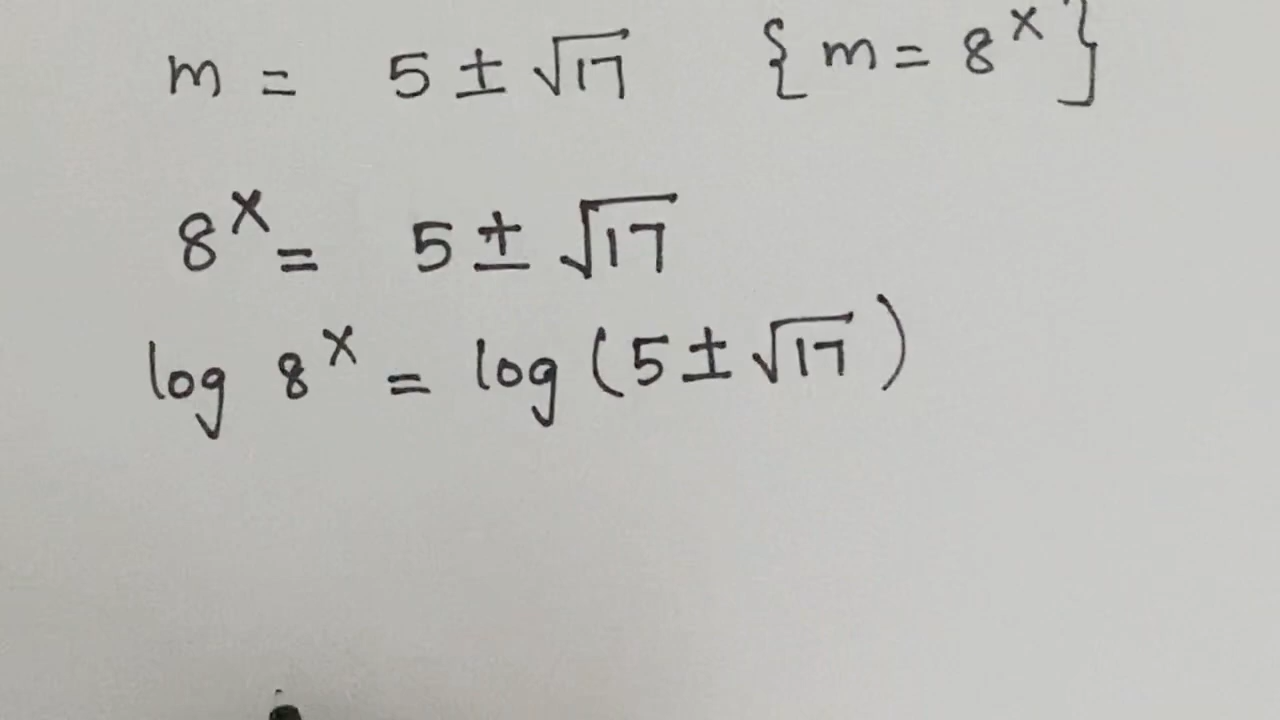 m = 5 ± √17 {m = 8^x}
8^x = 5 ± √17
log 8^x = log (5 ± √17)